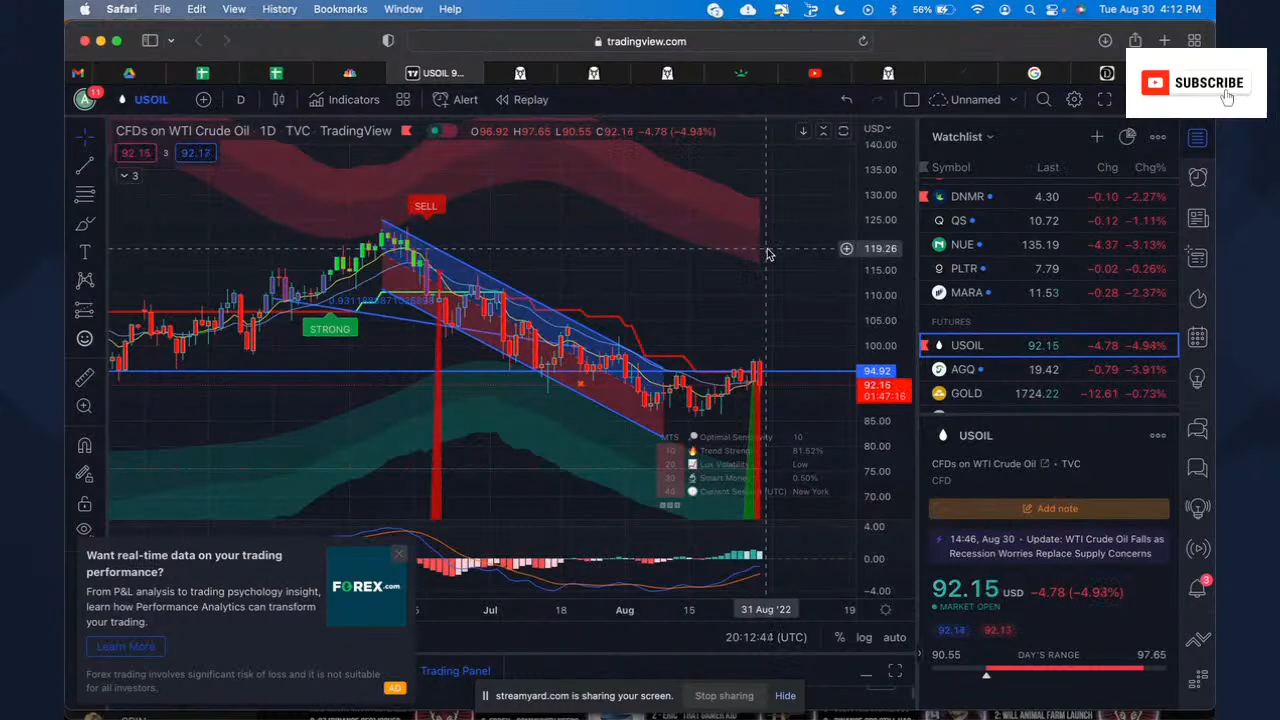 Safari File Edit View History Bookmarks Window Help 56% Tue Aug 30 4:12 PM
tradingview.com
USOIL 9...
SUBSCRIBE
A 11 USOIL D Indicators Alert Replay Unnamed
CFDs on WTI Crude Oil · 1D · TVC · TradingView O96.92 H97.65 L90.55 C92.14 −4.78 (−4.93%) USD
92.15 3 92.17
3
140.00
135.00
130.00
125.00
119.26
115.00
110.00
105.00
100.00
94.92
92.15
01:47:16
85.00
80.00
75.00
70.00
4.00
0.00
−4.00
SELL
STRONG
MTS Optimal Sensitivity 10
10 Trend Strength 81.52%
20 Lux Volatility Low
30 Smart Money 0.50%
40 Current Session (UTC) New York
Jul 18 Aug 15 31 Aug '22 19
20:12:44 (UTC) % log auto
Trading Panel
Watchlist
Symbol Last Chg Chg%
DNMR 4.30 −0.10 −2.27%
QS 10.72 −0.12 −1.11%
NUE 135.19 −4.37 −3.13%
PLTR 7.79 −0.02 −0.26%
MARA 11.53 −0.28 −2.37%
FUTURES
USOIL 92.15 −4.78 −4.93%
AGQ 19.42 −0.79 −3.91%
GOLD 1724.22 −12.61 −0.73%
USOIL
CFDs on WTI Crude Oil · TVC
CFD
Add note
14:46, Aug 30 · Update: WTI Crude Oil Falls as
Recession Worries Replace Supply Concerns
92.15 USD −4.78 (−4.93%)
MARKET OPEN
3
90.55 DAY'S RANGE 97.65
Want real-time data on your trading
performance?
From P&L analysis to trading psychology insight,
learn how Performance Analytics can transform
your trading.
FOREX.com
Learn More
Forex trading involves significant risk of loss and it is not suitable
for all investors.
AD
streamyard.com is sharing your screen. Stop sharing Hide